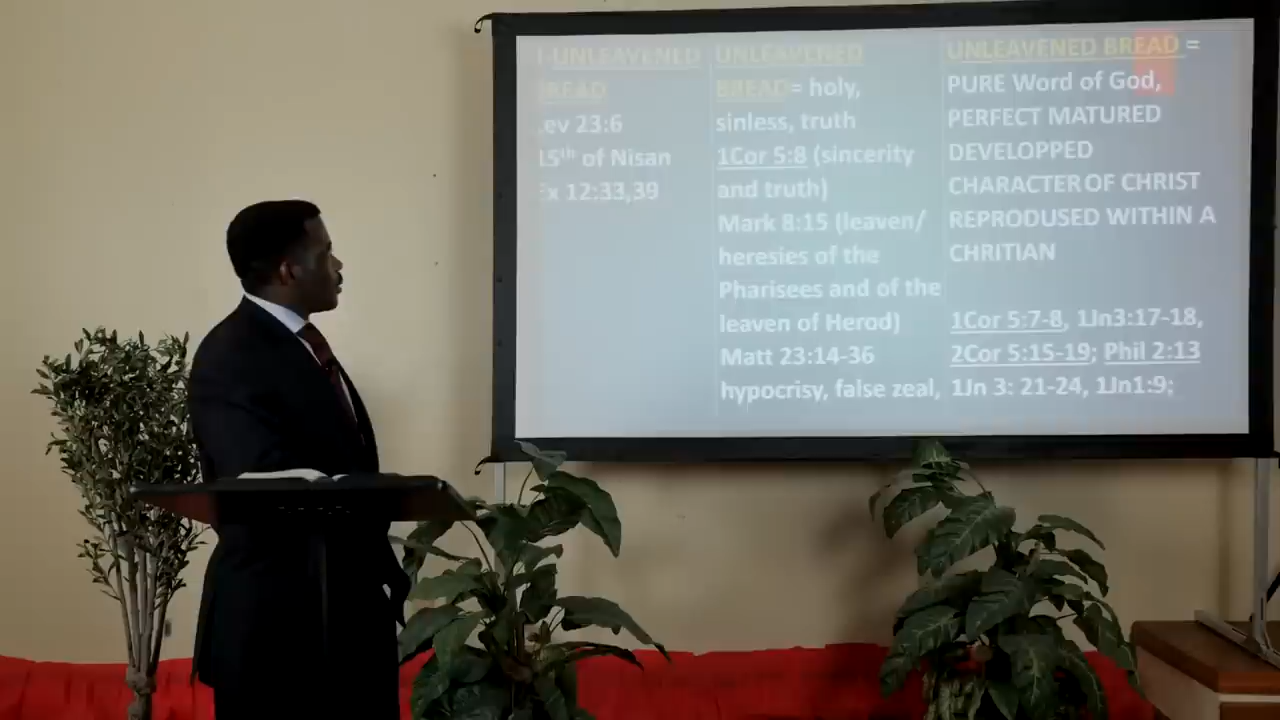 UNLEAVENED
BREAD
Lev 23:6
15th of Nisan
Ex 12:33,39
UNLEAVENED
BREAD = holy,
sinless, truth
1Cor 5:8 (sincerity
and truth)
Mark 8:15 (leaven/
heresies of the
Pharisees and of the
leaven of Herod)
Matt 23:14-36
hypocrisy, false zeal,
UNLEAVENED BREAD =
PURE Word of God,
PERFECT MATURED
DEVELOPPED
CHARACTER OF CHRIST
REPRODUSED WITHIN A
CHRITIAN
1Cor 5:7-8, 1Jn3:17-18,
2Cor 5:15-19; Phil 2:13
1Jn 3: 21-24, 1Jn1:9;